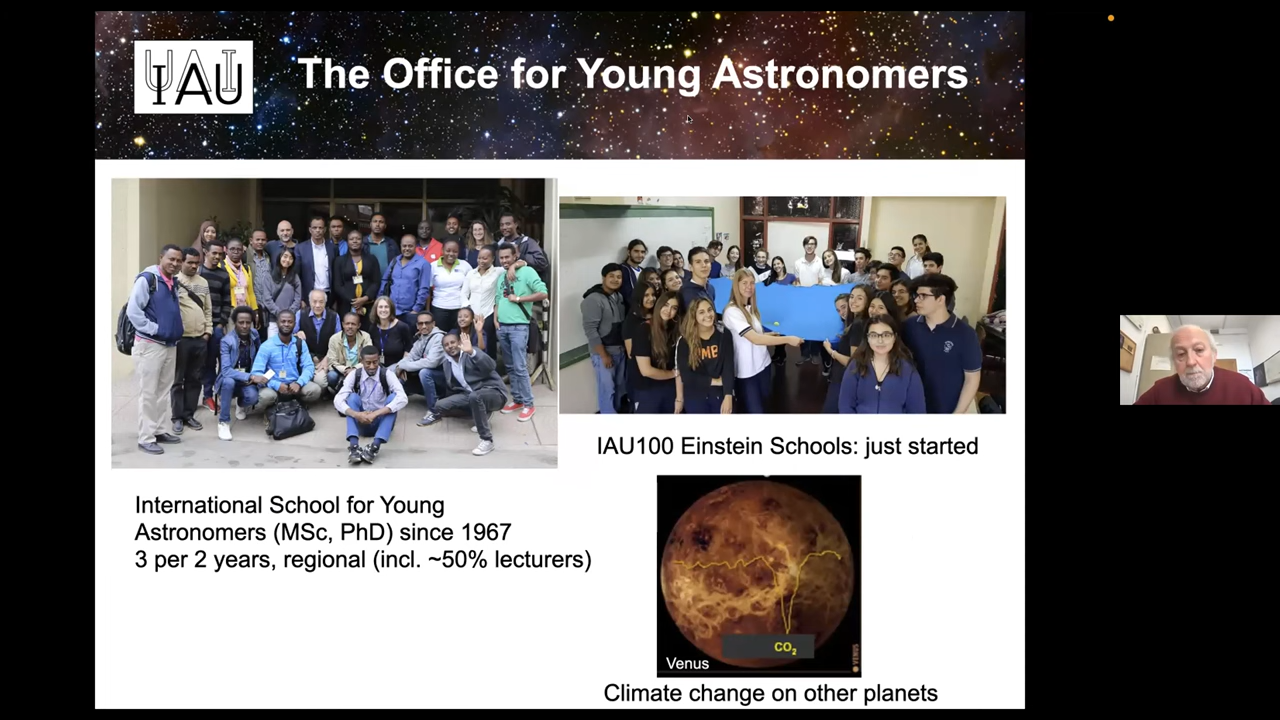 IAU
The Office for Young Astronomers
IAU100 Einstein Schools: just started
International School for Young
Astronomers (MSc, PhD) since 1967
3 per 2 years, regional (incl. ~50% lecturers)
CO₂
Venus
VENUS
Climate change on other planets